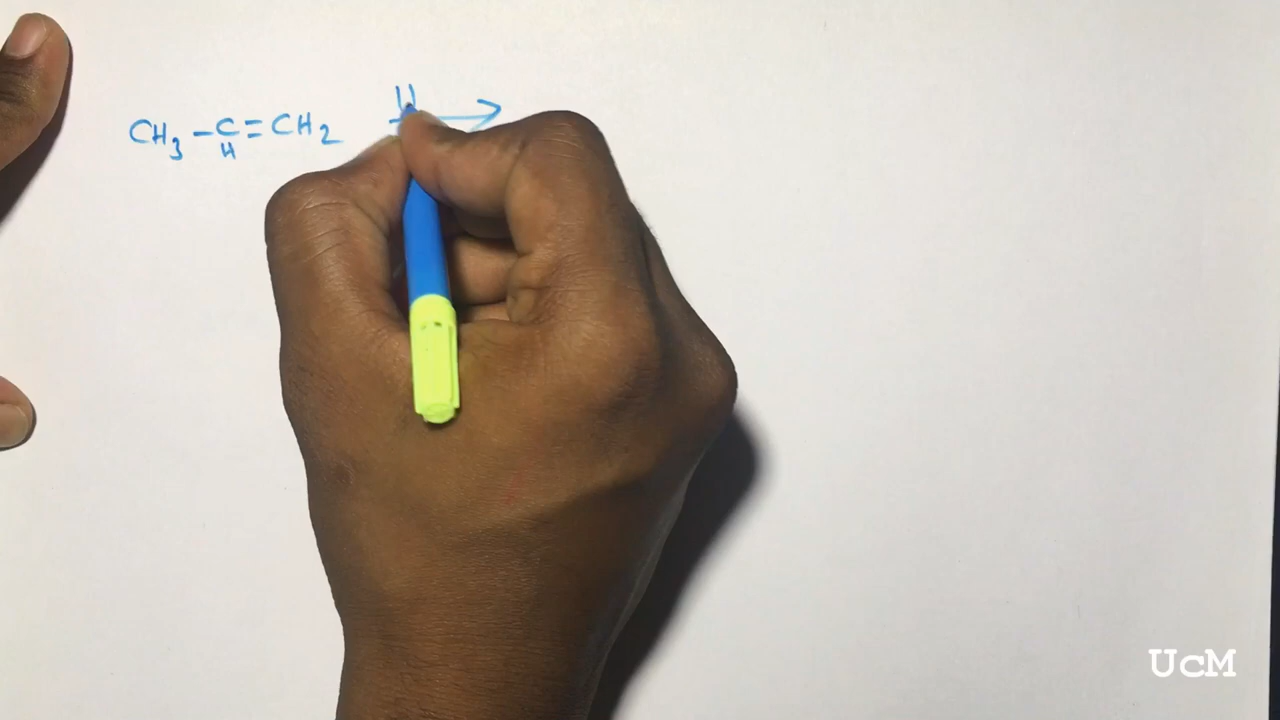 CH3 - C = CH2 →
H
UcM